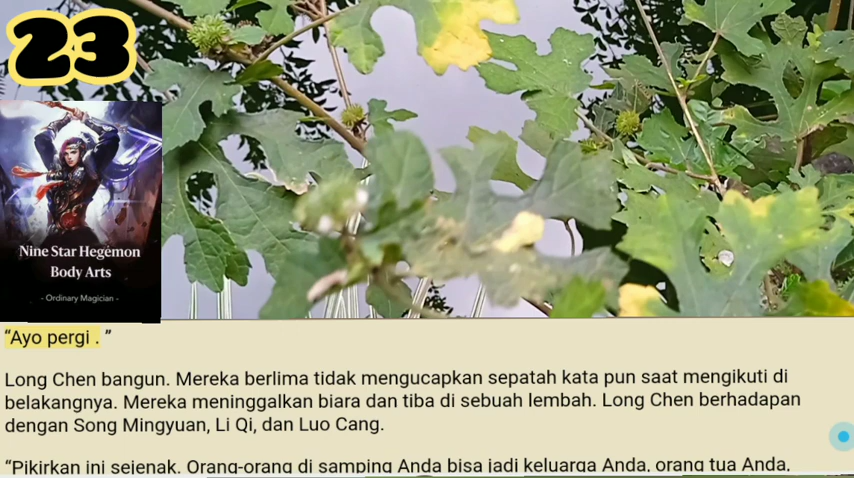 23
Nine Star Hegemon
Body Arts
- Ordinary Magician -
“Ayo pergi . ”
Long Chen bangun. Mereka berlima tidak mengucapkan sepatah kata pun saat mengikuti di
belakangnya. Mereka meninggalkan biara dan tiba di sebuah lembah. Long Chen berhadapan
dengan Song Mingyuan, Li Qi, dan Luo Cang.
“Pikirkan ini sejenak. Orang-orang di samping Anda bisa jadi keluarga Anda, orang tua Anda,